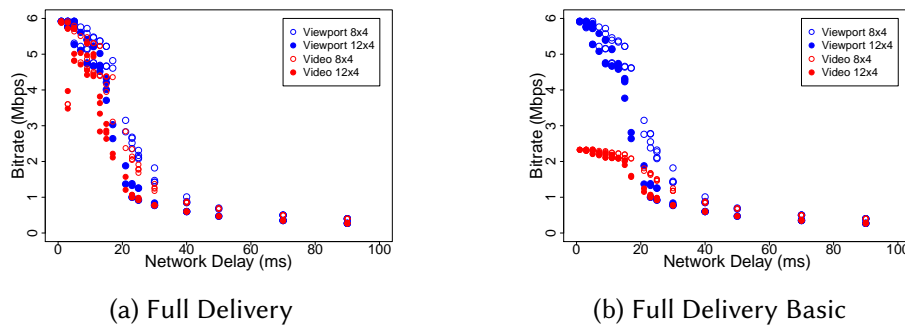 Bitrate (Mbps)
0 1 2 3 4 5 6
Viewport 8x4
Viewport 12x4
Video 8x4
Video 12x4
0 20 40 60 80 100
Network Delay (ms)
(a) Full Delivery
Bitrate (Mbps)
0 1 2 3 4 5 6
Viewport 8x4
Viewport 12x4
Video 8x4
Video 12x4
0 20 40 60 80 100
Network Delay (ms)
(b) Full Delivery Basic